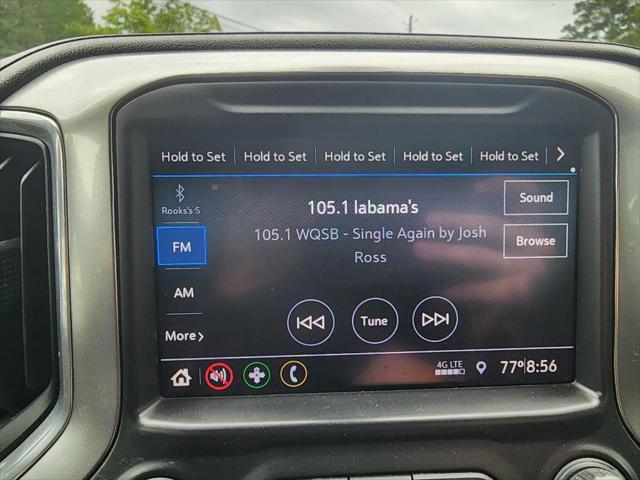 Hold to Set Hold to Set Hold to Set Hold to Set Hold to Set
Rooks's S
FM
AM
More
105.1 labama's
105.1 WQSB - Single Again by Josh
Ross
Sound
Browse
Tune
4G LTE
77° 8:56